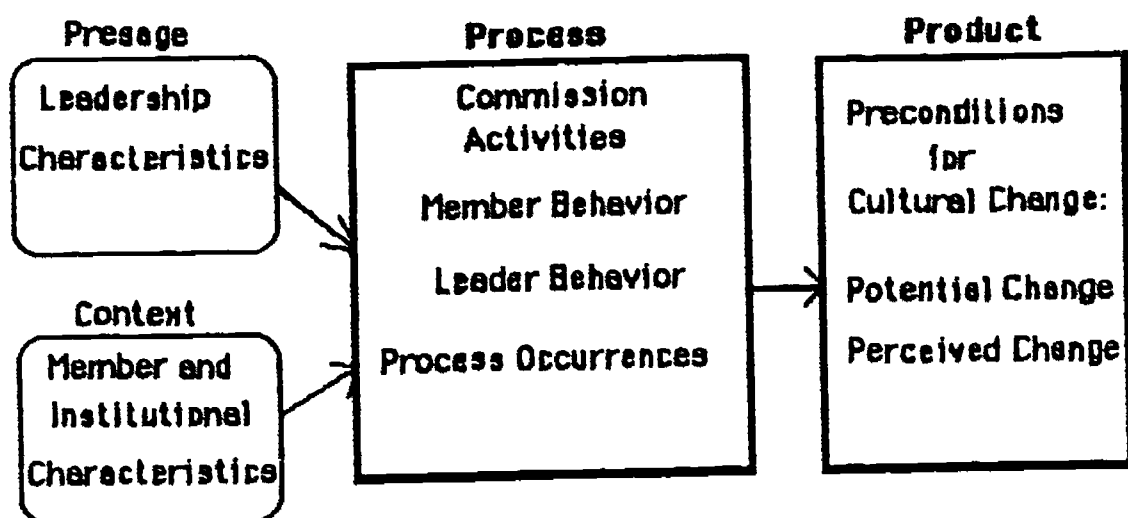 Presage
Leadership
Characteristics
Context
Member and
Institutional
Characteristics
Process
Commission
Activities
Member Behavior
Leader Behavior
Process Occurrences
Product
Preconditions
for
Cultural Change:
Potential Change
Perceived Change